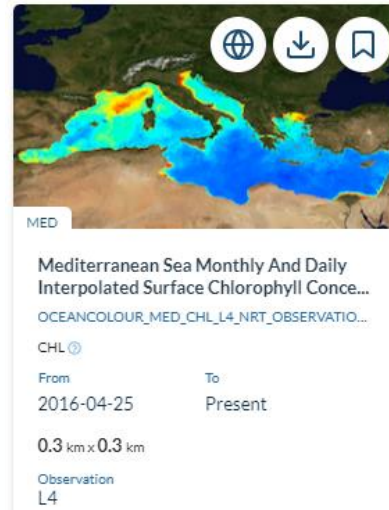 MED
Mediterranean Sea Monthly And Daily
Interpolated Surface Chlorophyll Conce...
OCEANCOLOUR_MED_CHL_L4_NRT_OBSERVATIO...
CHL
From To
2016-04-25 Present
0.3 km x 0.3 km
Observation
L4